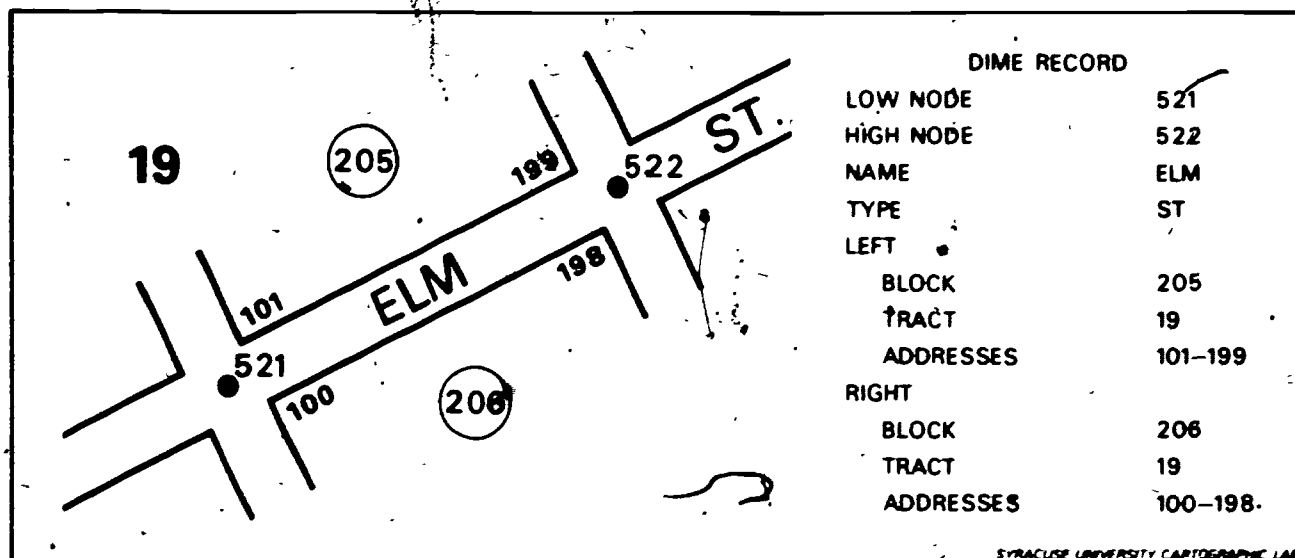 19
205
199
522
ST.
101
ELM
198
521
100
206
DIME RECORD
LOW NODE 521
HIGH NODE 522
NAME ELM
TYPE ST
LEFT
BLOCK 205
TRACT 19
ADDRESSES 101–199
RIGHT
BLOCK 206
TRACT 19
ADDRESSES 100–198
SYRACUSE UNIVERSITY CARTOGRAPHIC LAB